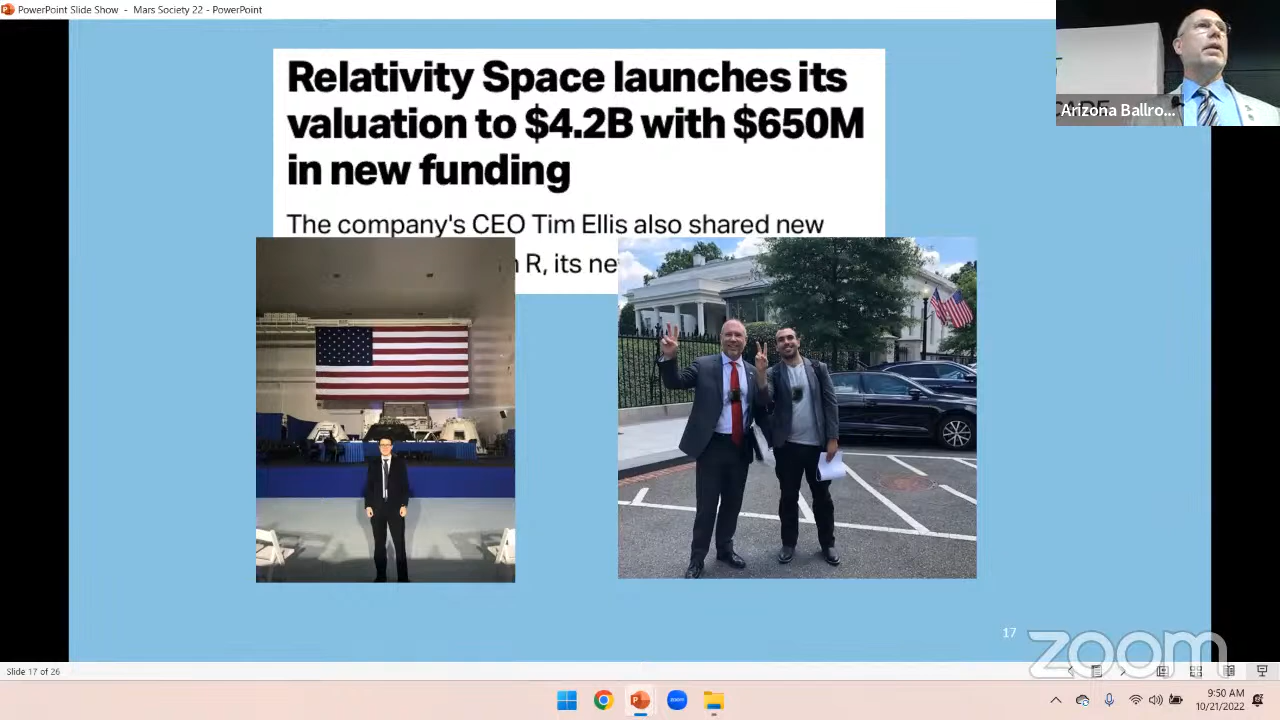 PowerPoint Slide Show - Mars Society 22 - PowerPoint
Relativity Space launches its
valuation to $4.2B with $650M
in new funding
The company's CEO Tim Ellis also shared new
R, its ne
Arizona Ballro...
17
zoom
Slide 17 of 26
zoom
9:50 AM
10/21/2022